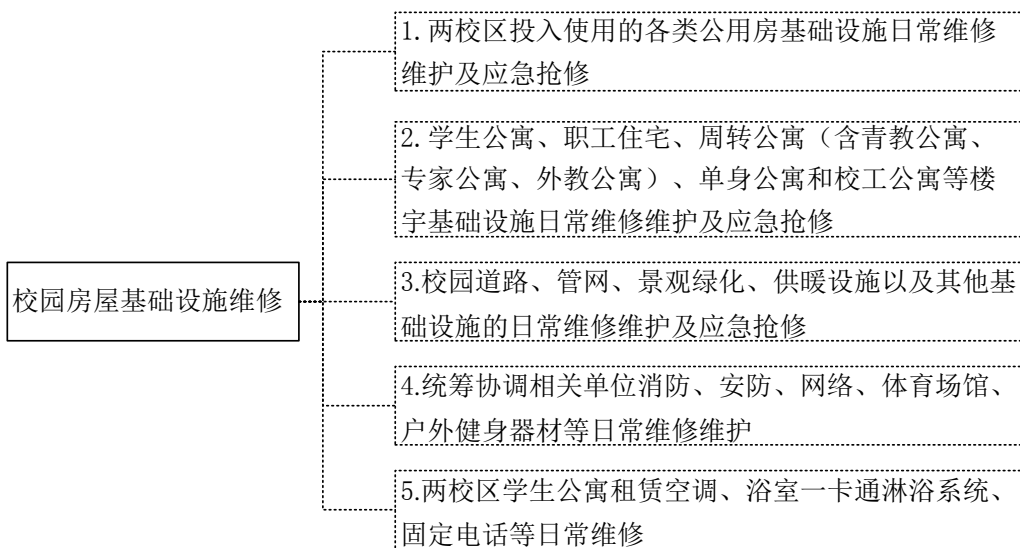 1.两校区投入使用的各类公用房基础设施日常维修
维护及应急抢修
2.学生公寓、职工住宅、周转公寓（含青教公寓、
专家公寓、外教公寓）、单身公寓和校工公寓等楼
宇基础设施日常维修维护及应急抢修
校园房屋基础设施维修
3.校园道路、管网、景观绿化、供暖设施以及其他基
础设施的日常维修维护及应急抢修
4.统筹协调相关单位消防、安防、网络、体育场馆、
户外健身器材等日常维修维护
5.两校区学生公寓租赁空调、浴室一卡通淋浴系统、
固定电话等日常维修